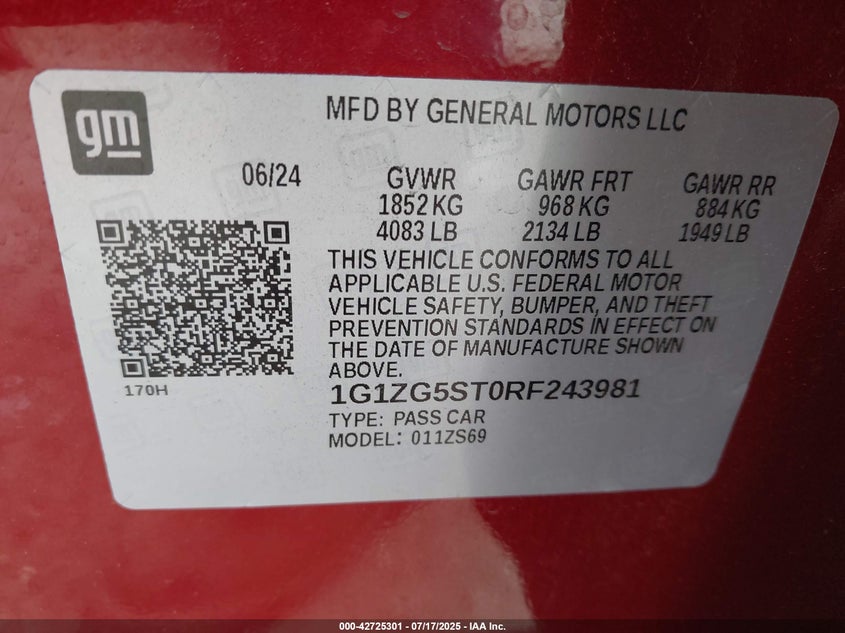 gm
MFD BY GENERAL MOTORS LLC
06/24
GVWR GAWR FRT GAWR RR
1852 KG 968 KG 884 KG
4083 LB 2134 LB 1949 LB
THIS VEHICLE CONFORMS TO ALL
APPLICABLE U.S. FEDERAL MOTOR
VEHICLE SAFETY, BUMPER, AND THEFT
PREVENTION STANDARDS IN EFFECT ON
THE DATE OF MANUFACTURE SHOWN
ABOVE.
170H
1G1ZG5ST0RF243981
TYPE: PASS CAR
MODEL: 011ZS69
000-42725301 / 07/17/2025 - IAA Inc.